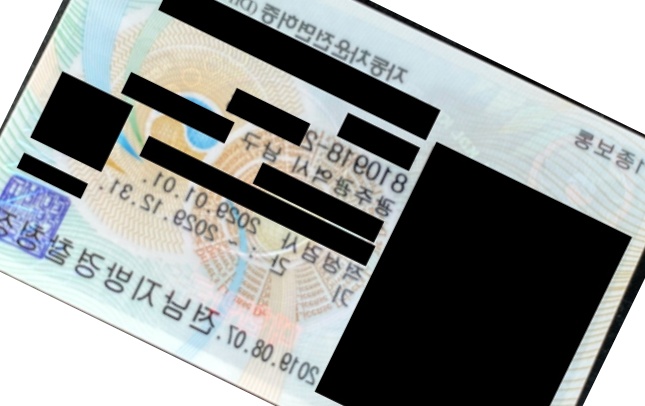 자동차운전면허증
1종보통
810918-2
광주광역시 남구
적성검사 2029.01.01.
기간 : ~ 2029.12.31.
2019.08.07.
전남지방경찰청장